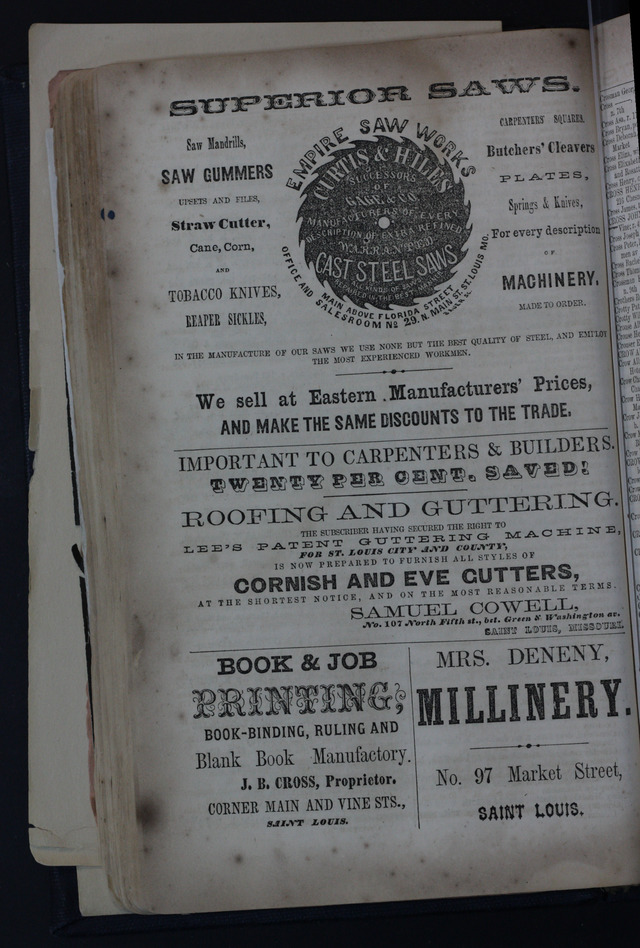 SUPERIOR SAWS.
Saw Mandrills,
SAW GUMMERS
UPSETS AND FILES,
Straw Cutter,
Cane, Corn,
AND
TOBACCO KNIVES,
REAPER SICKLES,
EMPIRE SAW WORKS
CURTIS & HILES
SUCCESSORS
OF
CAST STEEL SAWS
OFFICE AND SALESROOM No 29. N. MAIN ST. ST. LOUIS MO.
MAIN ABOVE FLORIDA STREET
CARPENTERS' SQUARES
Butchers' Cleavers
PLATES,
Springs & Knives,
For every description
OF
MACHINERY,
MADE TO ORDER.
IN THE MANUFACTURE OF OUR SAWS WE USE NONE BUT THE BEST QUALITY OF STEEL, AND EMPLOY
THE MOST EXPERIENCED WORKMEN.
We sell at Eastern Manufacturers' Prices,
AND MAKE THE SAME DISCOUNTS TO THE TRADE.
IMPORTANT TO CARPENTERS & BUILDERS.
TWENTY PER CENT. SAVED!
ROOFING AND GUTTERING.
THE SUBSCRIBER HAVING SECURED THE RIGHT TO
LEE'S PATENT GUTTERING MACHINE,
FOR ST. LOUIS CITY AND COUNTY,
IS NOW PREPARED TO FURNISH ALL STYLES OF
CORNISH AND EVE GUTTERS,
AT THE SHORTEST NOTICE, AND ON THE MOST REASONABLE TERMS.
SAMUEL COWELL,
No. 107 North Fifth st., bet. Green & Washington av.
SAINT LOUIS, MISSOURI.
BOOK & JOB
PRINTING,
BOOK-BINDING, RULING AND
Blank Book Manufactory.
J. B. CROSS, Proprietor.
CORNER MAIN AND VINE STS.,
SAINT LOUIS.
MRS. DENENY,
MILLINERY.
No. 97 Market Street,
SAINT LOUIS.